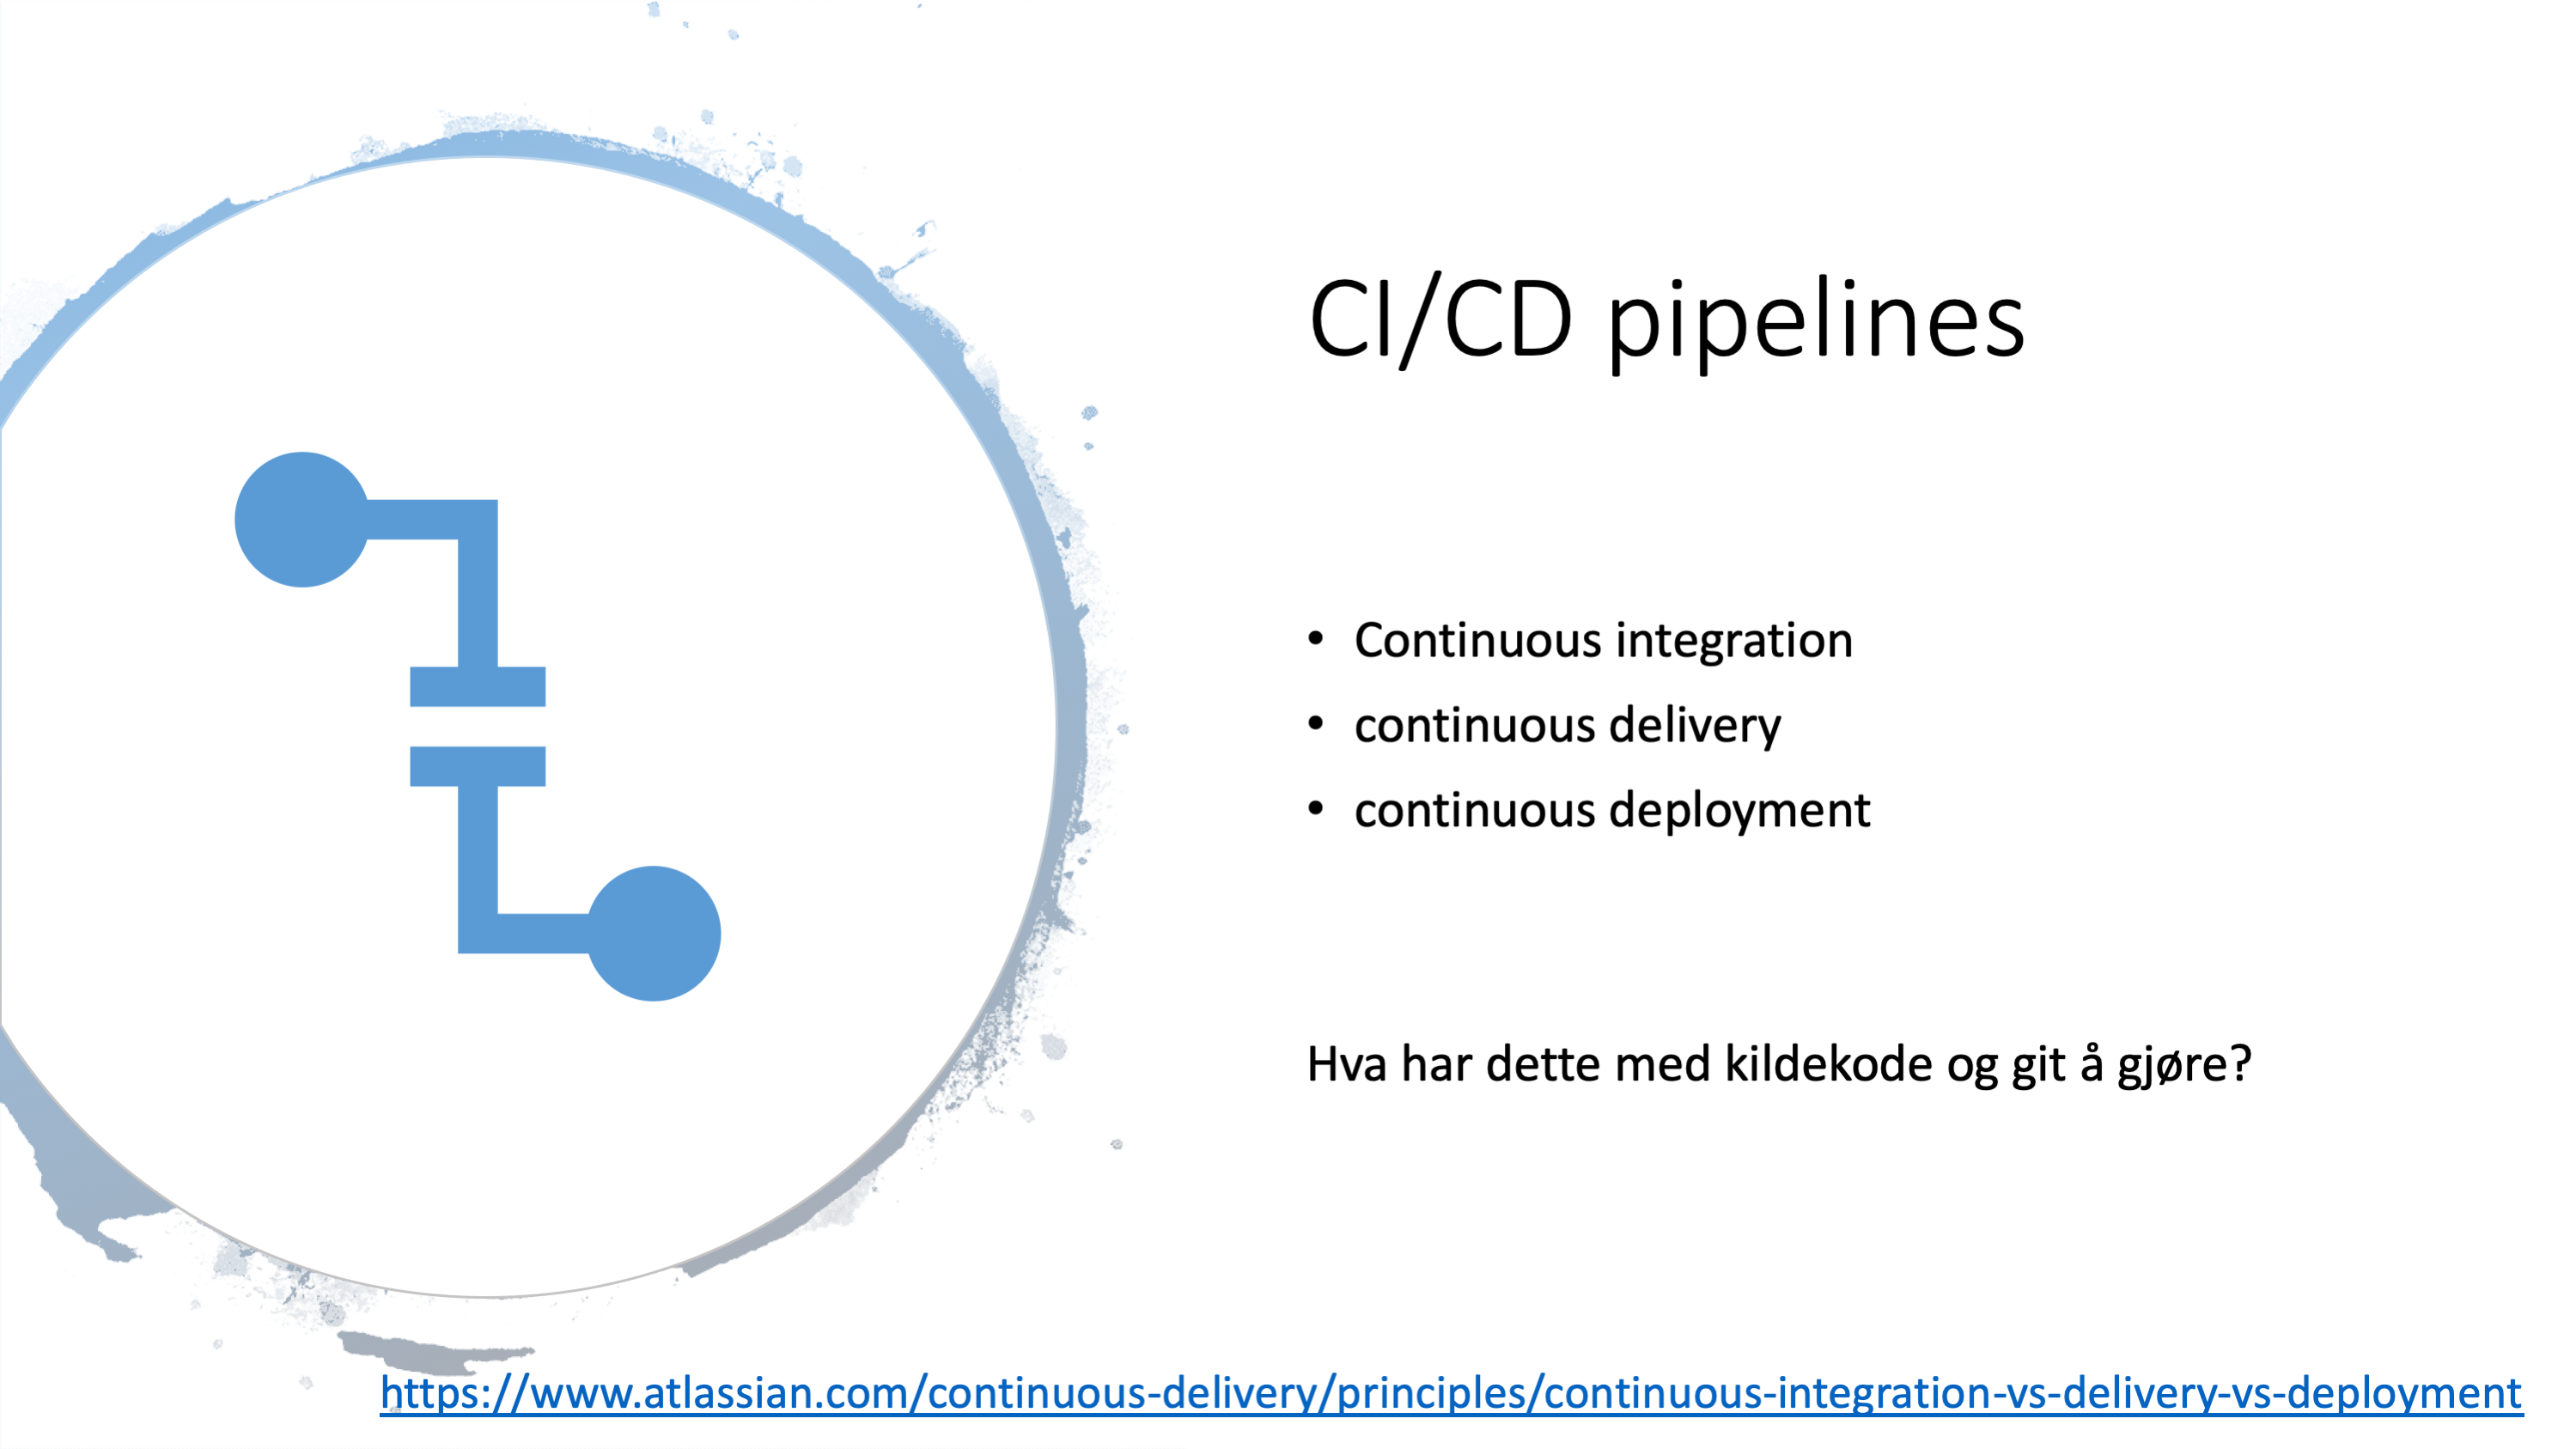 CI/CD pipelines
• Continuous integration
• continuous delivery
• continuous deployment
Hva har dette med kildekode og git å gjøre?
https://www.atlassian.com/continuous-delivery/principles/continuous-integration-vs-delivery-vs-deployment